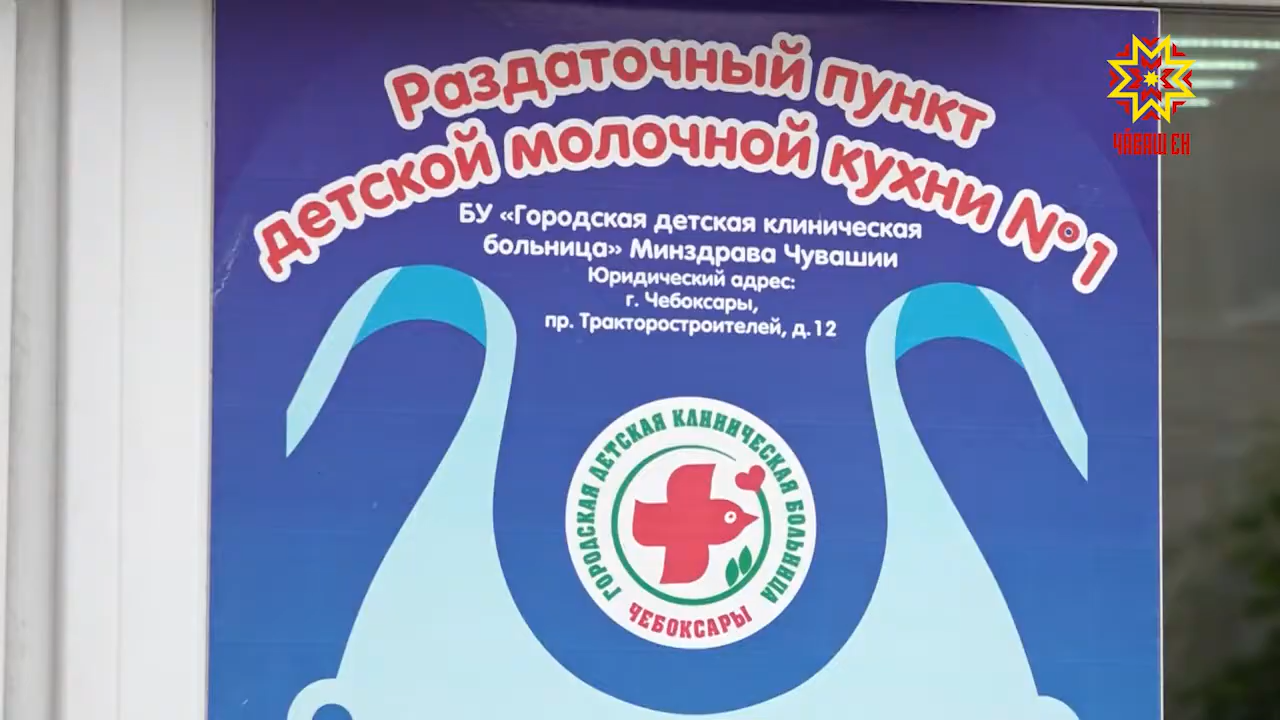 Раздаточный пункт
детской молочной кухни №1
БУ «Городская детская клиническая
больница» Минздрава Чувашии
Юридический адрес:
г. Чебоксары,
пр. Тракторостроителей, д.12
ГОРОДСКАЯ ДЕТСКАЯ КЛИНИЧЕСКАЯ БОЛЬНИЦА
ЧЕБОКСАРЫ
ЧӐВАШ ЕН